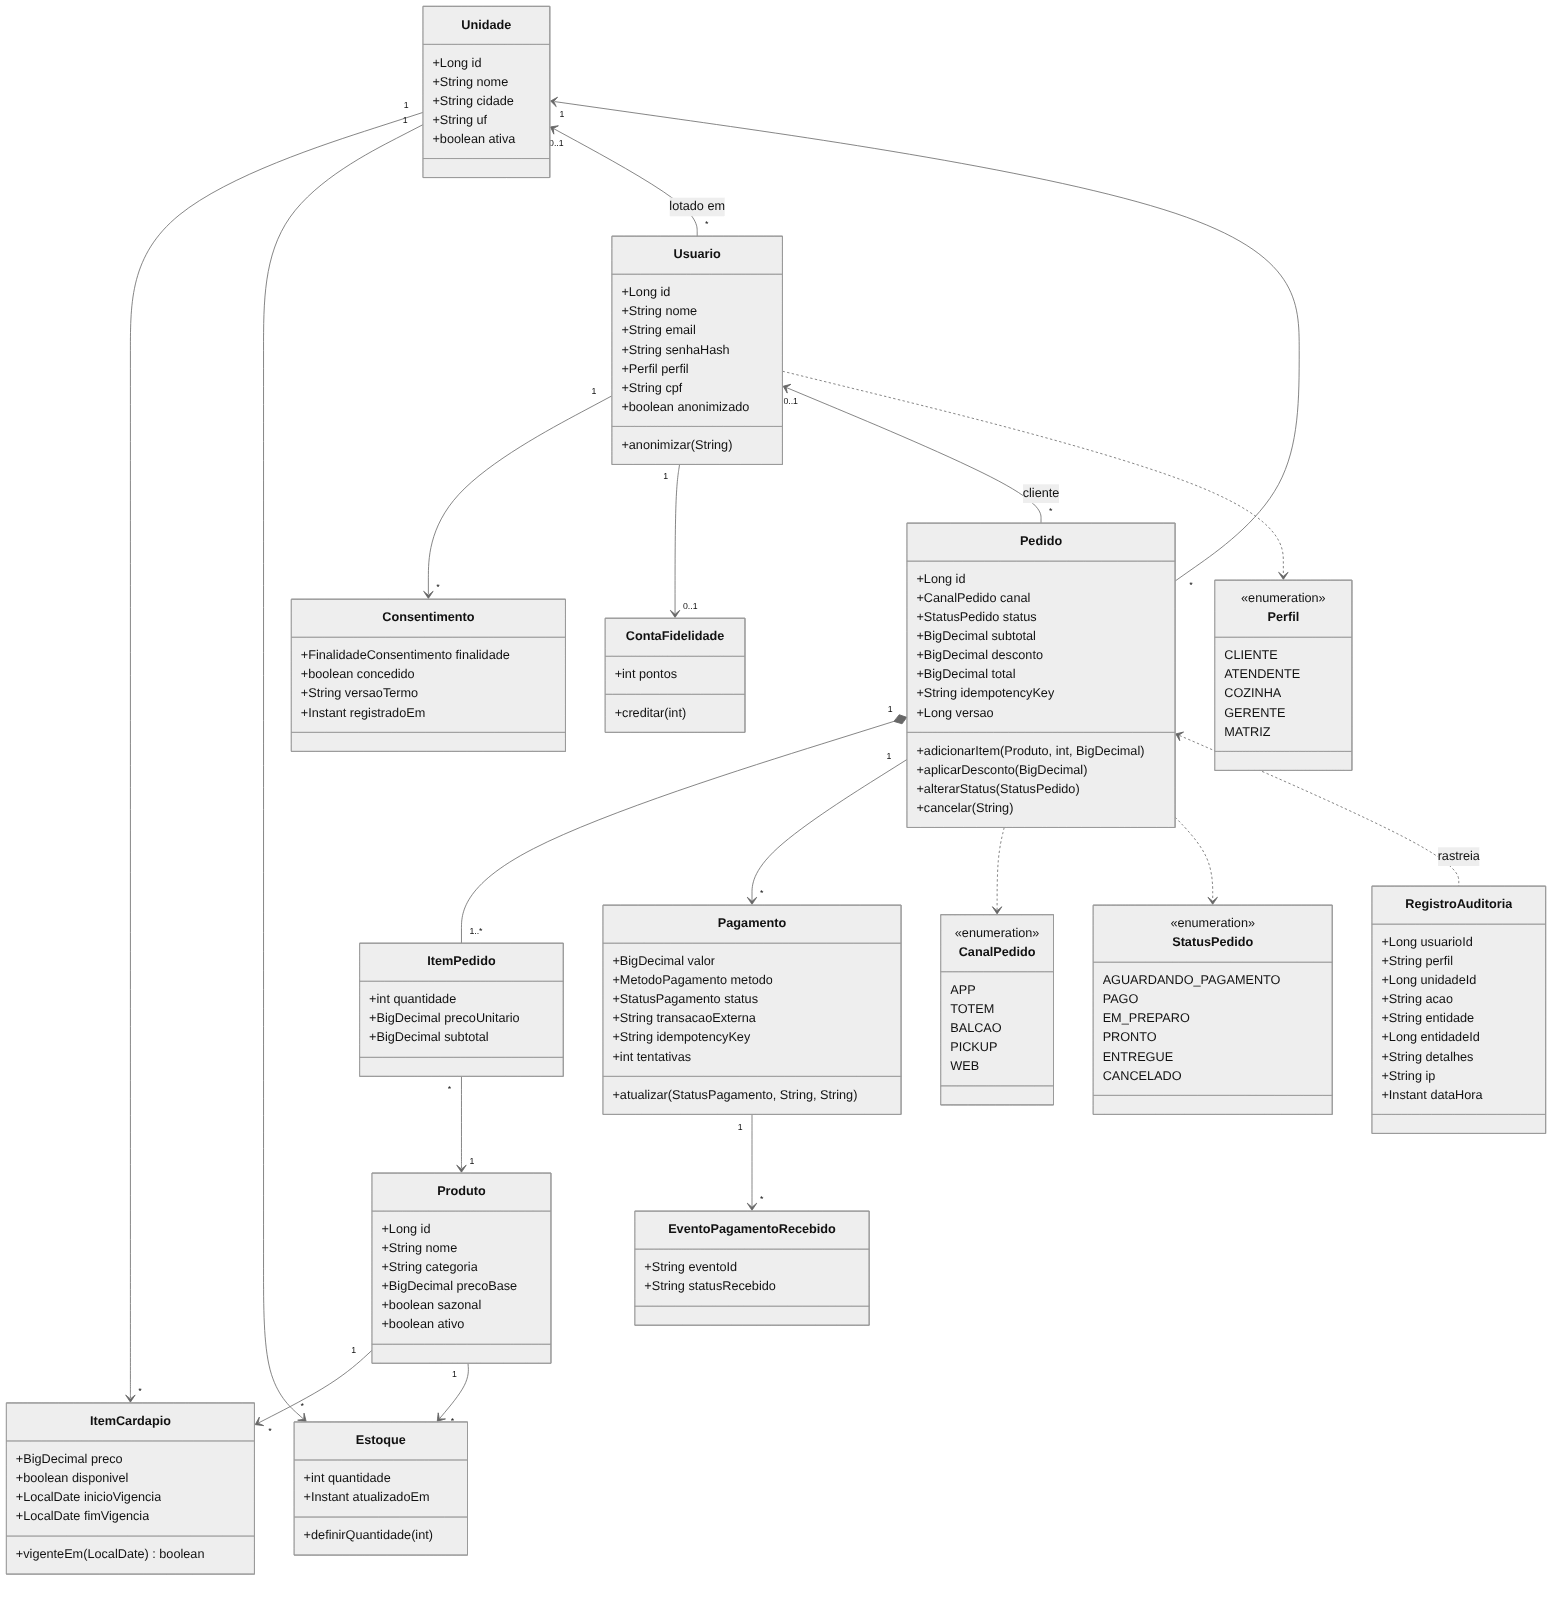 Unidade
+Long id
+String nome
+String cidade
+String uf
+boolean ativa
1
1
1
0..1
lotado em
*
Usuario
+Long id
+String nome
+String email
+String senhaHash
+Perfil perfil
+String cpf
+boolean anonimizado
+anonimizar(String)
1
0..1
1
cliente
*
*
*
0..1
Consentimento
+FinalidadeConsentimento finalidade
+boolean concedido
+String versaoTermo
+Instant registradoEm
ContaFidelidade
+int pontos
+creditar(int)
Pedido
+Long id
+CanalPedido canal
+StatusPedido status
+BigDecimal subtotal
+BigDecimal desconto
+BigDecimal total
+String idempotencyKey
+Long versao
+adicionarItem(Produto, int, BigDecimal)
+aplicarDesconto(BigDecimal)
+alterarStatus(StatusPedido)
+cancelar(String)
«enumeration»
Perfil
CLIENTE
ATENDENTE
COZINHA
GERENTE
MATRIZ
1
1
rastreia
1..*
*
ItemPedido
+int quantidade
+BigDecimal precoUnitario
+BigDecimal subtotal
Pagamento
+BigDecimal valor
+MetodoPagamento metodo
+StatusPagamento status
+String transacaoExterna
+String idempotencyKey
+int tentativas
+atualizar(StatusPagamento, String, String)
«enumeration»
CanalPedido
APP
TOTEM
BALCAO
PICKUP
WEB
«enumeration»
StatusPedido
AGUARDANDO_PAGAMENTO
PAGO
EM_PREPARO
PRONTO
ENTREGUE
CANCELADO
RegistroAuditoria
+Long usuarioId
+String perfil
+Long unidadeId
+String acao
+String entidade
+Long entidadeId
+String detalhes
+String ip
+Instant dataHora
*
1
1
*
Produto
+Long id
+String nome
+String categoria
+BigDecimal precoBase
+boolean sazonal
+boolean ativo
EventoPagamentoRecebido
+String eventoId
+String statusRecebido
1
1
*
*
*
*
ItemCardapio
+BigDecimal preco
+boolean disponivel
+LocalDate inicioVigencia
+LocalDate fimVigencia
+vigenteEm(LocalDate) : boolean
Estoque
+int quantidade
+Instant atualizadoEm
+definirQuantidade(int)